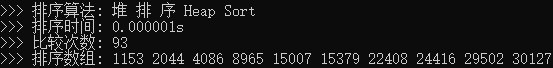 >>> 排序算法: 堆 排 序 Heap Sort
>>> 排序时间: 0.000001s
>>> 比较次数: 93
>>> 排序数组: 1153 2044 4086 8965 15007 15379 22408 24416 29502 30127